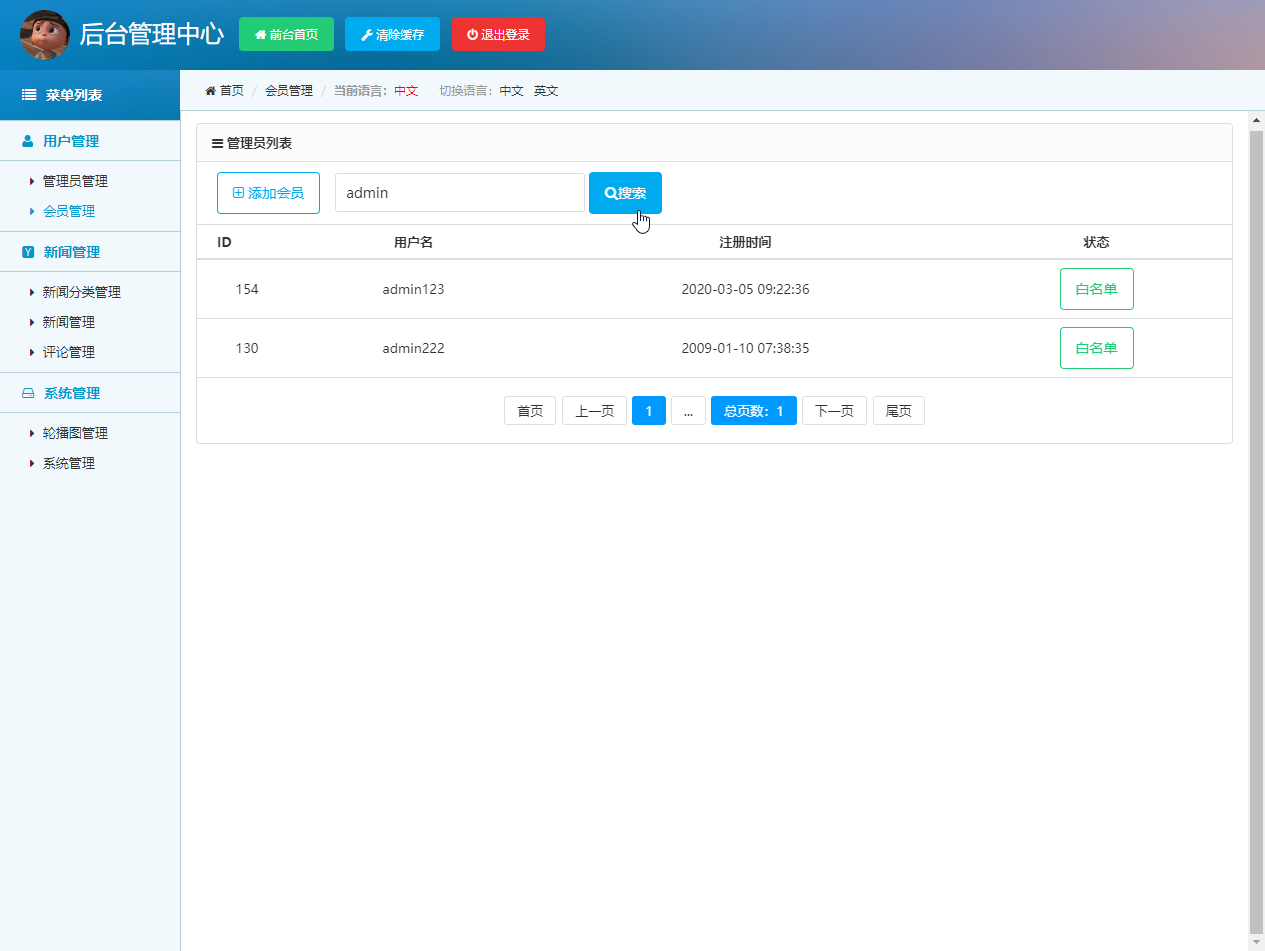 后台管理中心 前台首页 清除缓存 退出登录
菜单列表
首页 / 会员管理 / 当前语言：中文 切换语言：中文 英文
用户管理
管理员管理
会员管理
新闻管理
新闻分类管理
新闻管理
评论管理
系统管理
轮播图管理
系统管理
管理员列表
添加会员 admin 搜索
ID 用户名 注册时间 状态
154 admin123 2020-03-05 09:22:36 白名单
130 admin222 2009-01-10 07:38:35 白名单
首页 上一页 1 ... 总页数：1 下一页 尾页